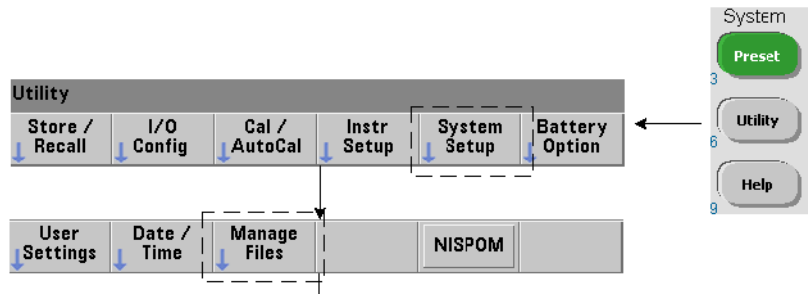 System
Preset
3
Utility
6
Help
9
Utility
Store / Recall
I/O Config
Cal / AutoCal
Instr Setup
System Setup
Battery Option
User Settings
Date / Time
Manage Files
NISPOM